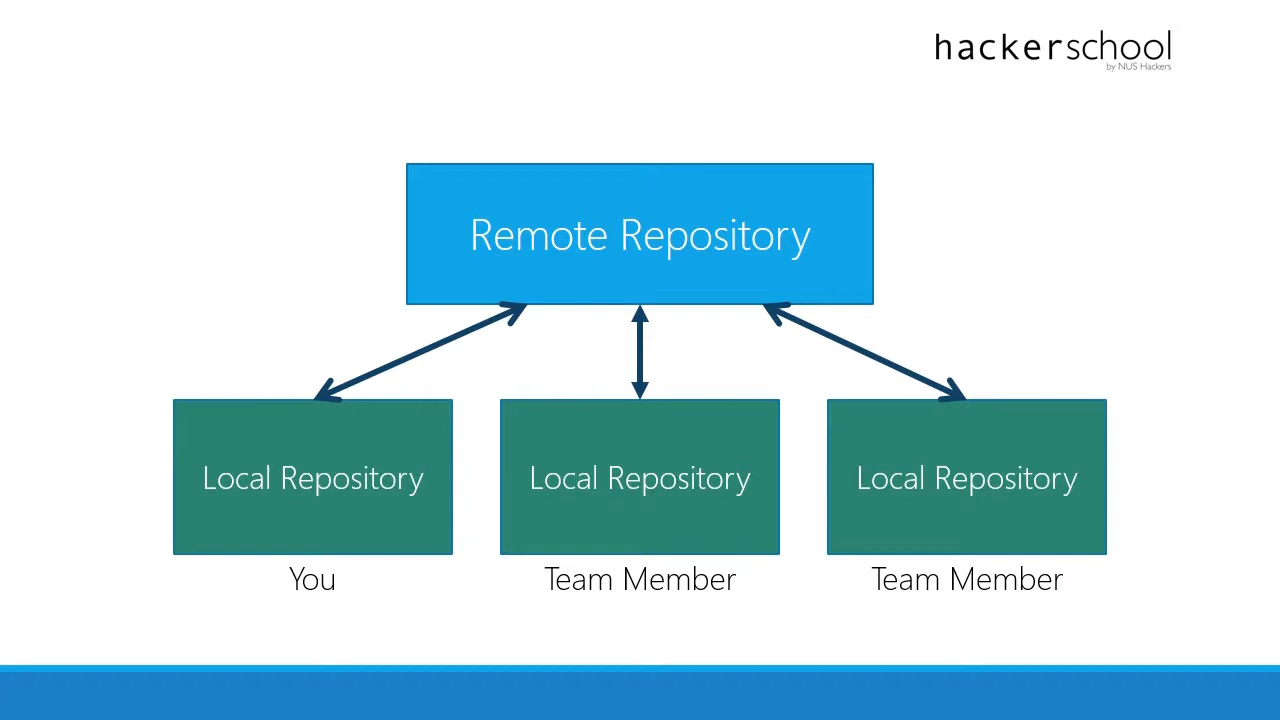 hackerschool
by NUS Hackers
Remote Repository
Local Repository
Local Repository
Local Repository
You
Team Member
Team Member